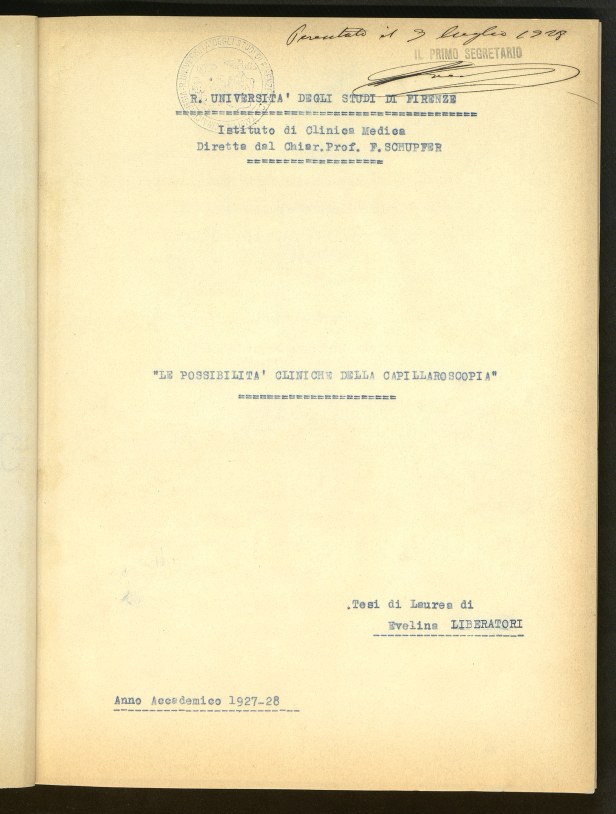 Presentato il 9 luglio 1928
IL PRIMO SEGRETARIO
R. UNIVERSITA' DEGLI STUDI DI FIRENZE
Istituto di Clinica Medica
Diretta dal Chiar.Prof. F.SCHUPFER
"LE POSSIBILITA' CLINICHE DELLA CAPILLAROSCOPIA"
.Tesi di Laurea di
Evelina LIBERATORI
Anno Accademico 1927-28